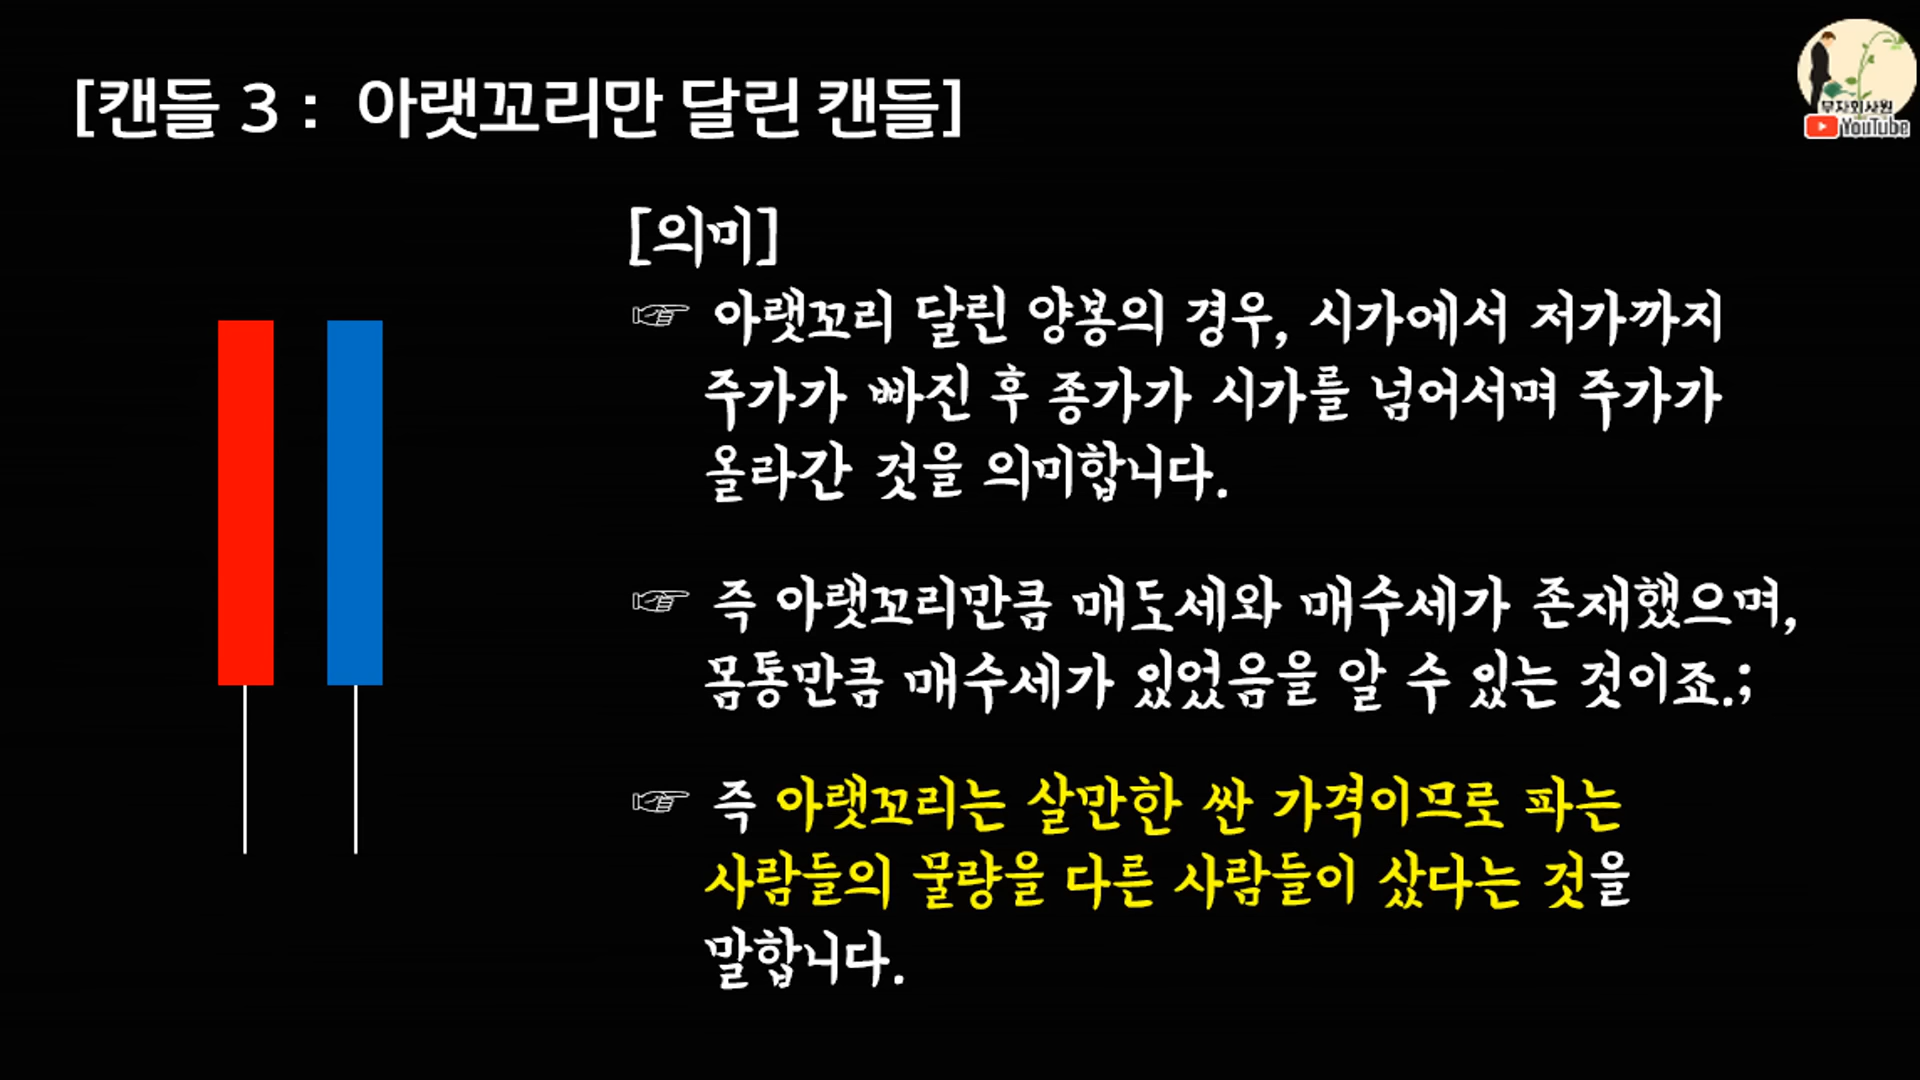 [캔들 3 : 아랫꼬리만 달린 캔들]
부자회사원
YouTube
[의미]
☞ 아랫꼬리 달린 양봉의 경우, 시가에서 저가까지
주가가 빠진 후 종가가 시가를 넘어서며 주가가
올라간 것을 의미합니다.
☞ 즉 아랫꼬리만큼 매도세와 매수세가 존재했으며,
몸통만큼 매수세가 있었음을 알 수 있는 것이죠.;
☞ 즉 아랫꼬리는 살만한 싼 가격이므로 파는
사람들의 물량을 다른 사람들이 샀다는 것을
말합니다.